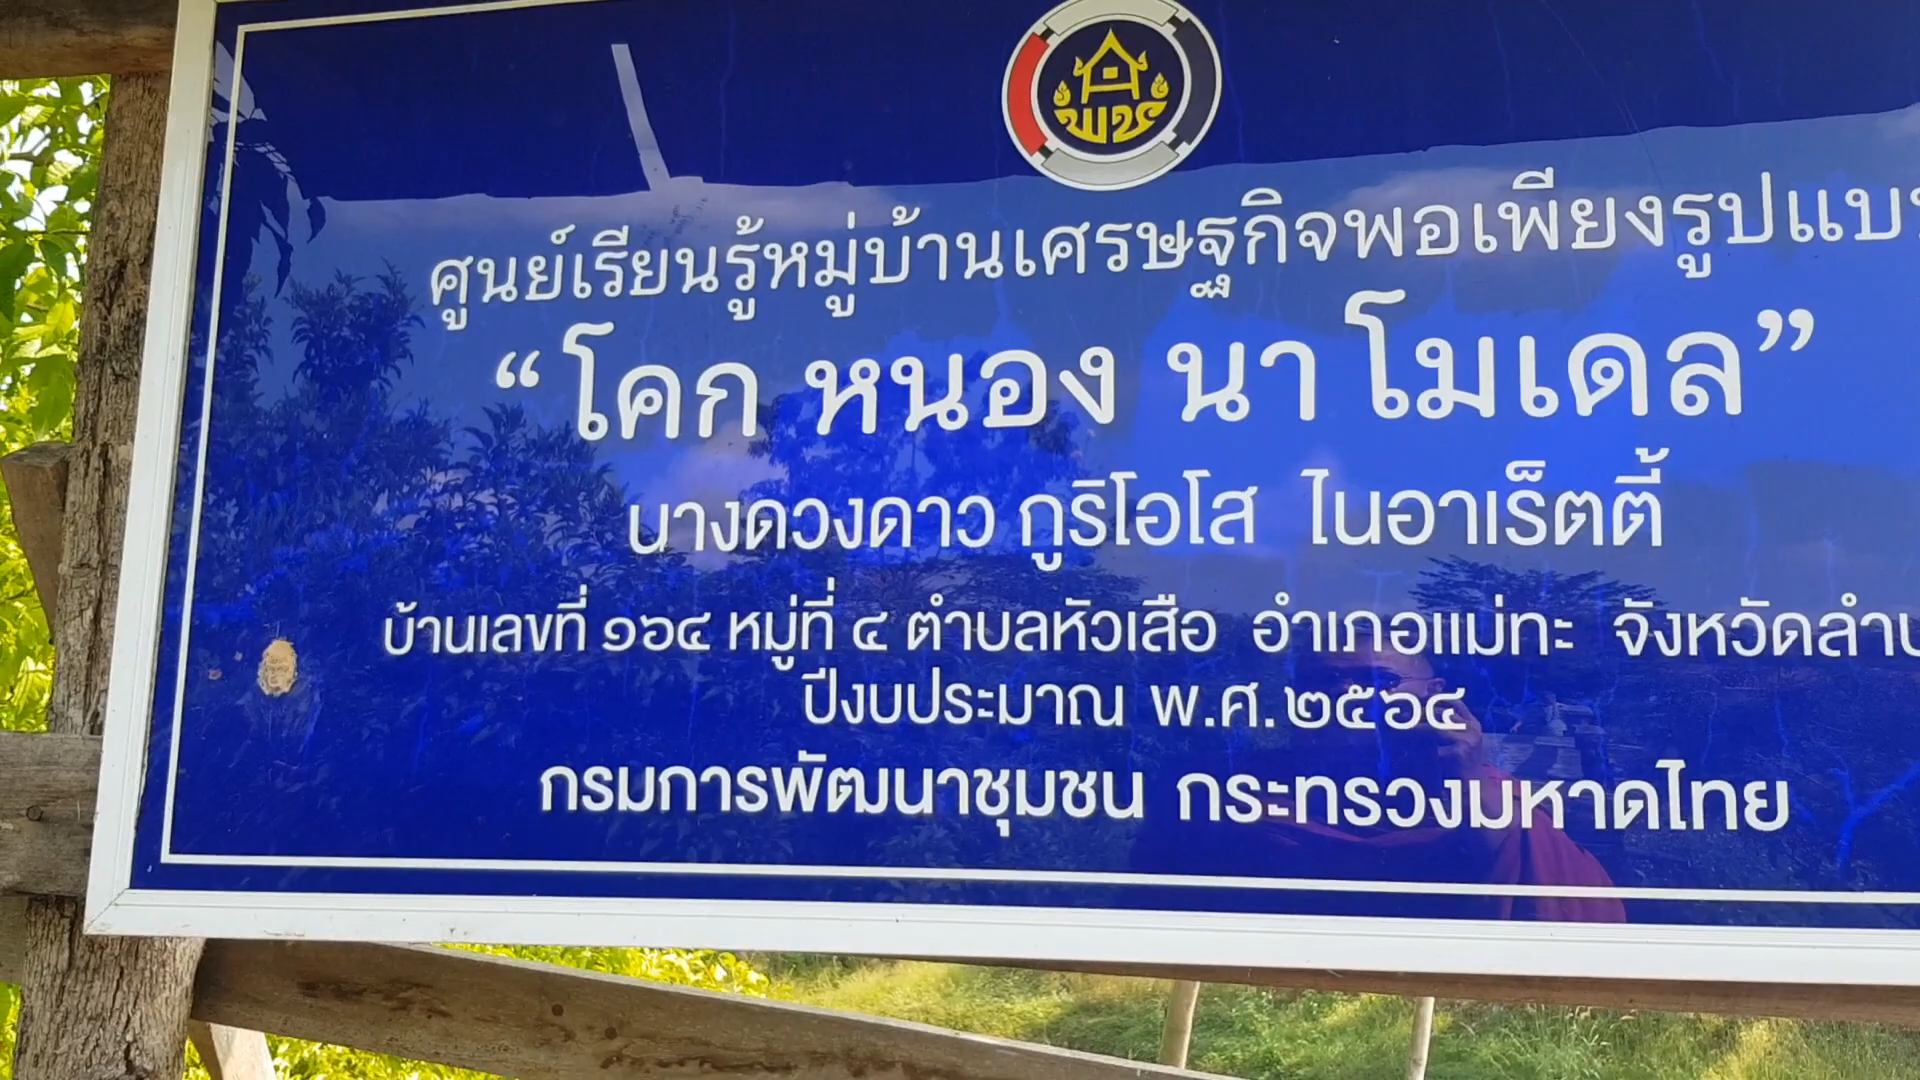 พช
ศูนย์เรียนรู้หมู่บ้านเศรษฐกิจพอเพียงรูปแบบ
“โคก หนอง นาโมเดล”
นางดวงดาว กูริโอโส ไนอาเร็ตตี้
บ้านเลขที่ ๑๖๔ หมู่ที่ ๔ ตำบลหัวเสือ อำเภอแม่ทะ จังหวัดลำป
ปีงบประมาณ พ.ศ.๒๕๖๔
กรมการพัฒนาชุมชน กระทรวงมหาดไทย